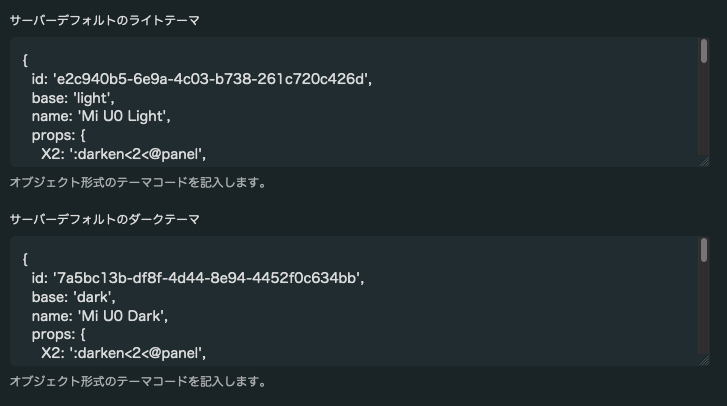 サーバーデフォルトのライトテーマ
{
id: 'e2c940b5-6e9a-4c03-b738-261c720c426d',
base: 'light',
name: 'Mi U0 Light',
props: {
X2: ':darken<2<@panel',
オブジェクト形式のテーマコードを記入します。
サーバーデフォルトのダークテーマ
{
id: '7a5bc13b-df8f-4d44-8e94-4452f0c634bb',
base: 'dark',
name: 'Mi U0 Dark',
props: {
X2: ':darken<2<@panel',
オブジェクト形式のテーマコードを記入します。